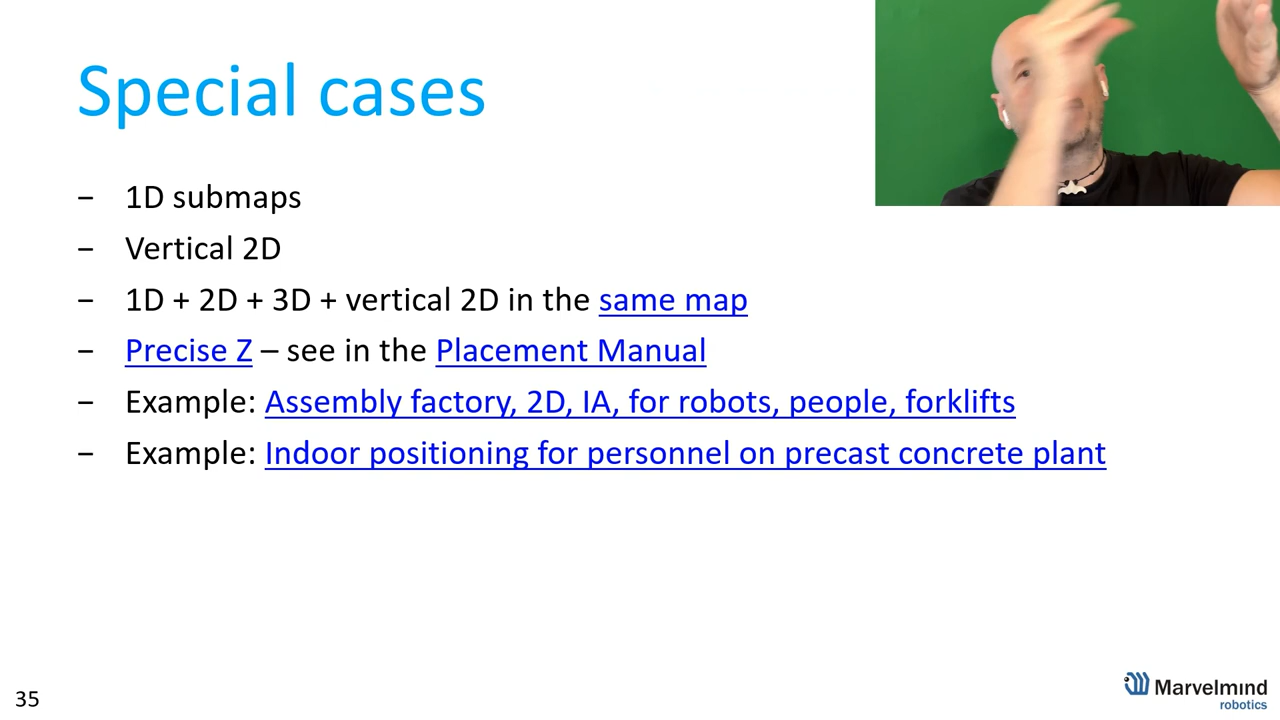 Special cases
− 1D submaps
− Vertical 2D
− 1D + 2D + 3D + vertical 2D in the same map
− Precise Z – see in the Placement Manual
− Example: Assembly factory, 2D, IA, for robots, people, forklifts
− Example: Indoor positioning for personnel on precast concrete plant
35
Marvelmind
robotics